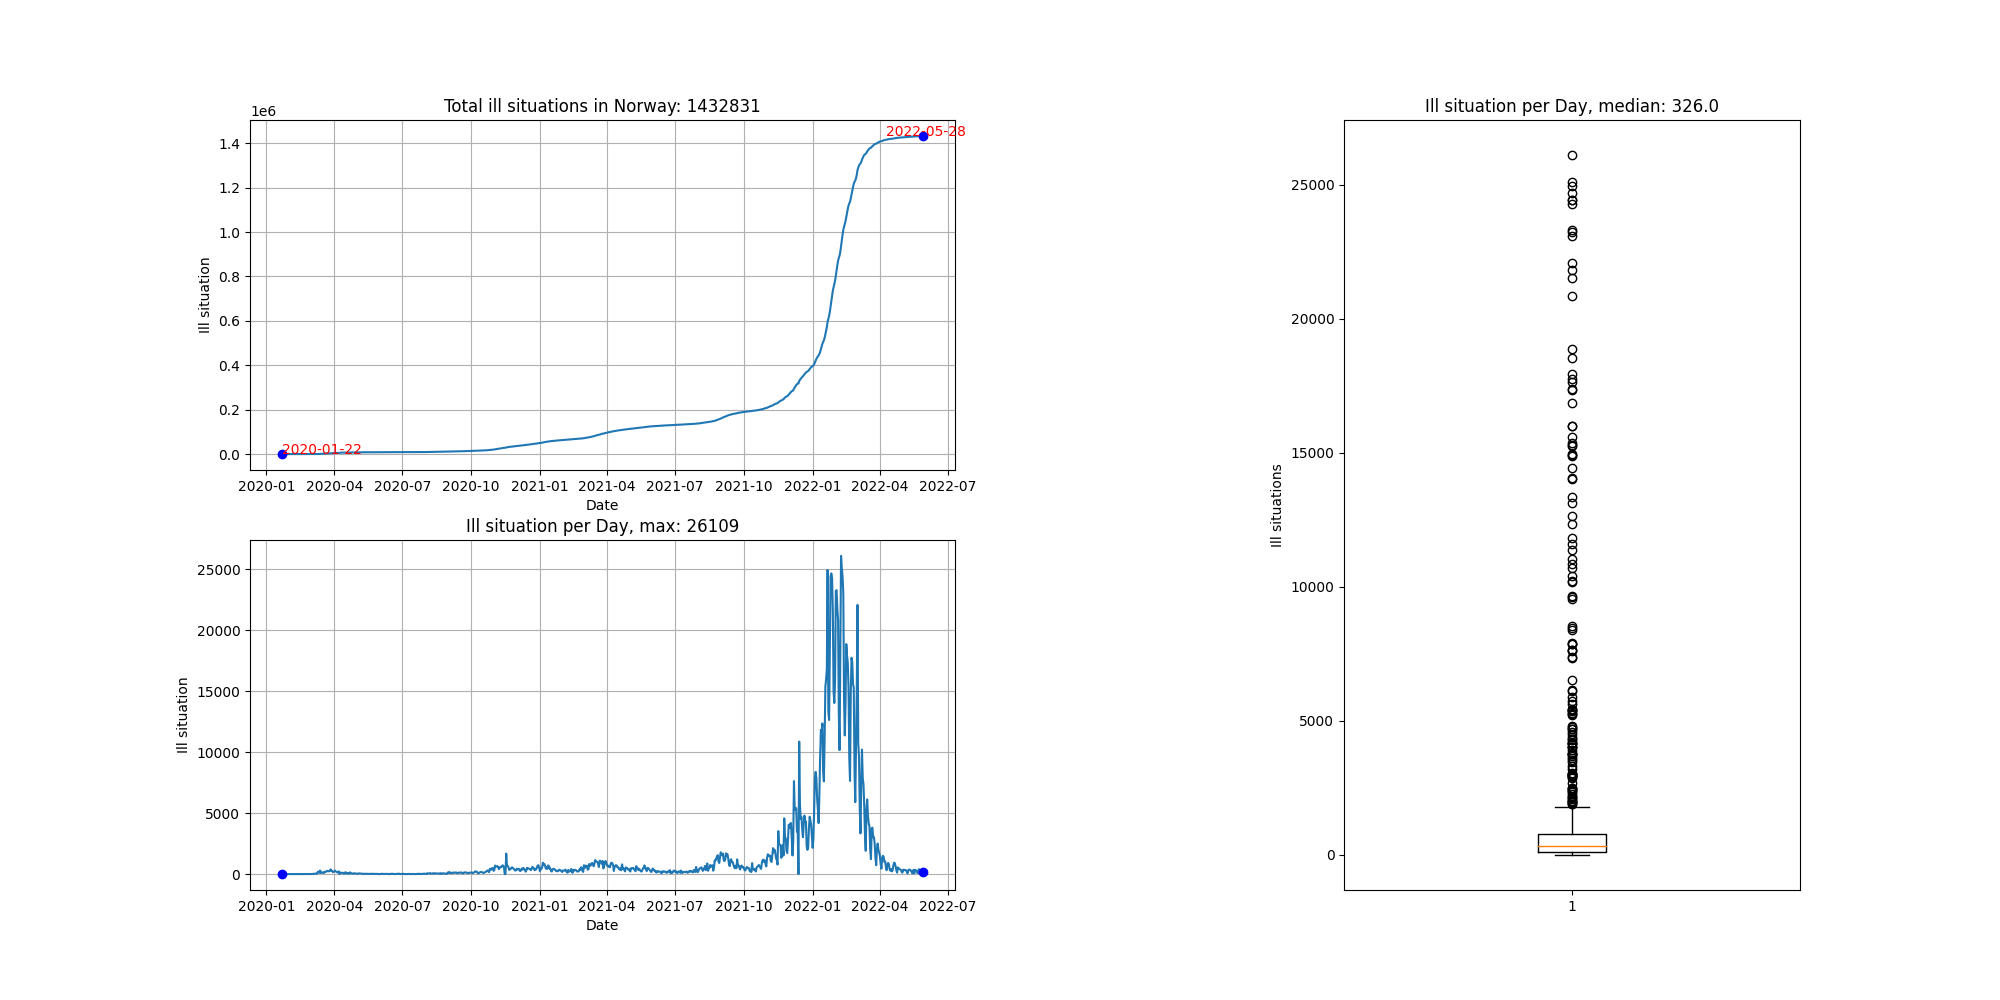 Total ill situations in Norway: 1432831
1e6
2022-05-28
1.4
1.2
1.0
0.8
0.6
0.4
0.2
0.0
Ill situation
2020-01-22
2020-01 2020-04 2020-07 2020-10 2021-01 2021-04 2021-07 2021-10 2022-01 2022-04 2022-07
Date
Ill situation per Day, max: 26109
25000
20000
15000
10000
5000
0
Ill situation
2020-01 2020-04 2020-07 2020-10 2021-01 2021-04 2021-07 2021-10 2022-01 2022-04 2022-07
Date
Ill situation per Day, median: 326.0
25000
20000
15000
10000
5000
0
Ill situations
1